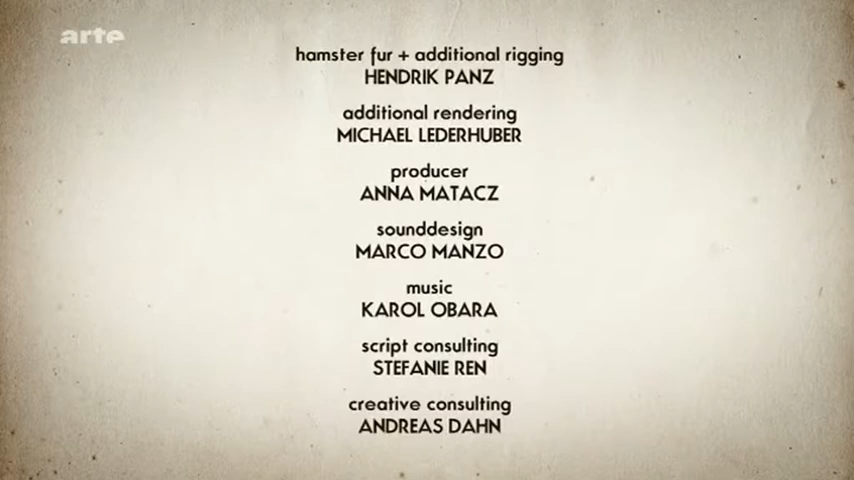 arte
hamster fur + additional rigging
HENDRIK PANZ
additional rendering
MICHAEL LEDERHUBER
producer
ANNA MATACZ
sounddesign
MARCO MANZO
music
KAROL OBARA
script consulting
STEFANIE REN
creative consulting
ANDREAS DAHN